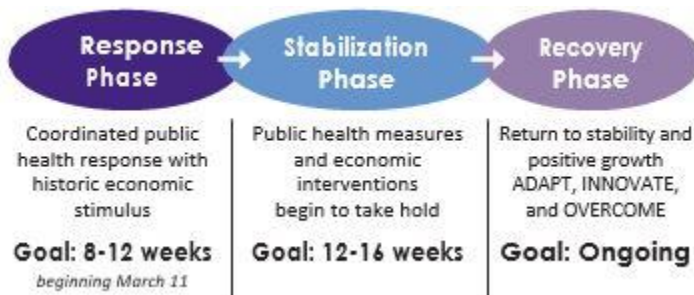 Response
Phase
Stabilization
Phase
Recovery
Phase
Coordinated public
health response with
historic economic
stimulus
Goal: 8-12 weeks
beginning March 11
Public health measures
and economic
interventions
begin to take hold
Goal: 12-16 weeks
Return to stability and
positive growth
ADAPT, INNOVATE,
and OVERCOME
Goal: Ongoing